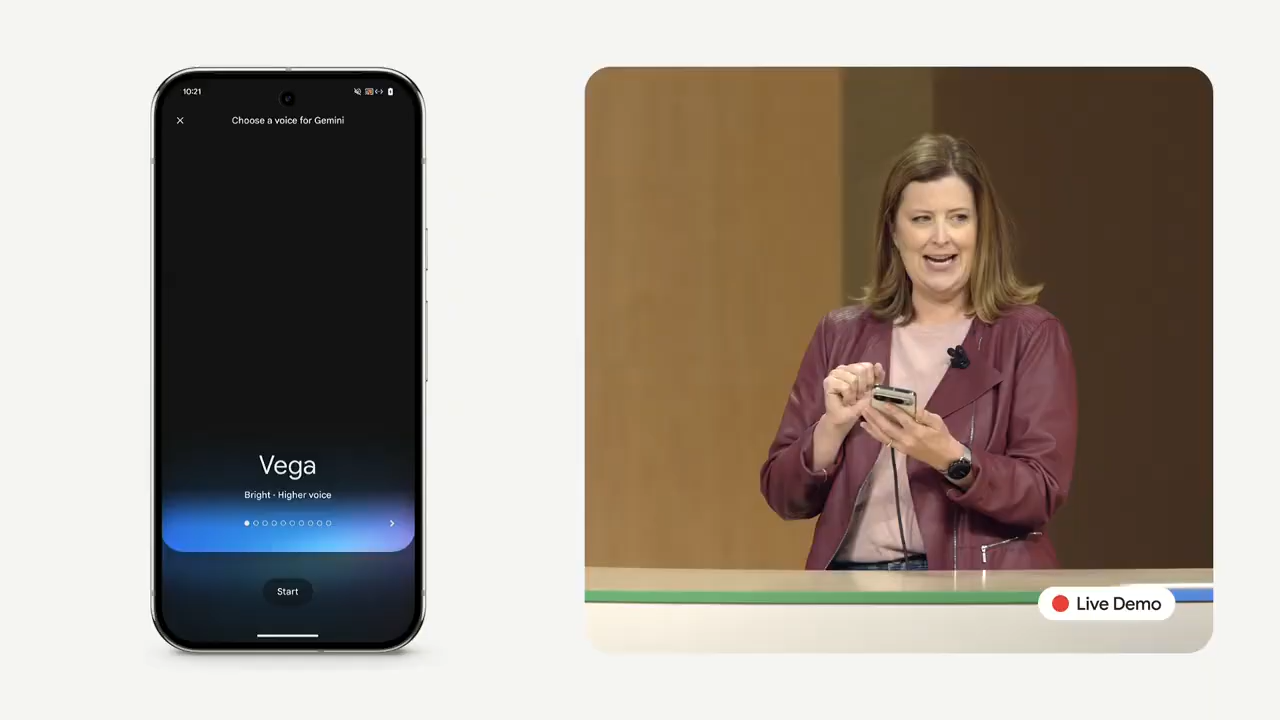 10:21
Choose a voice for Gemini
Vega
Bright · Higher voice
Start
Live Demo